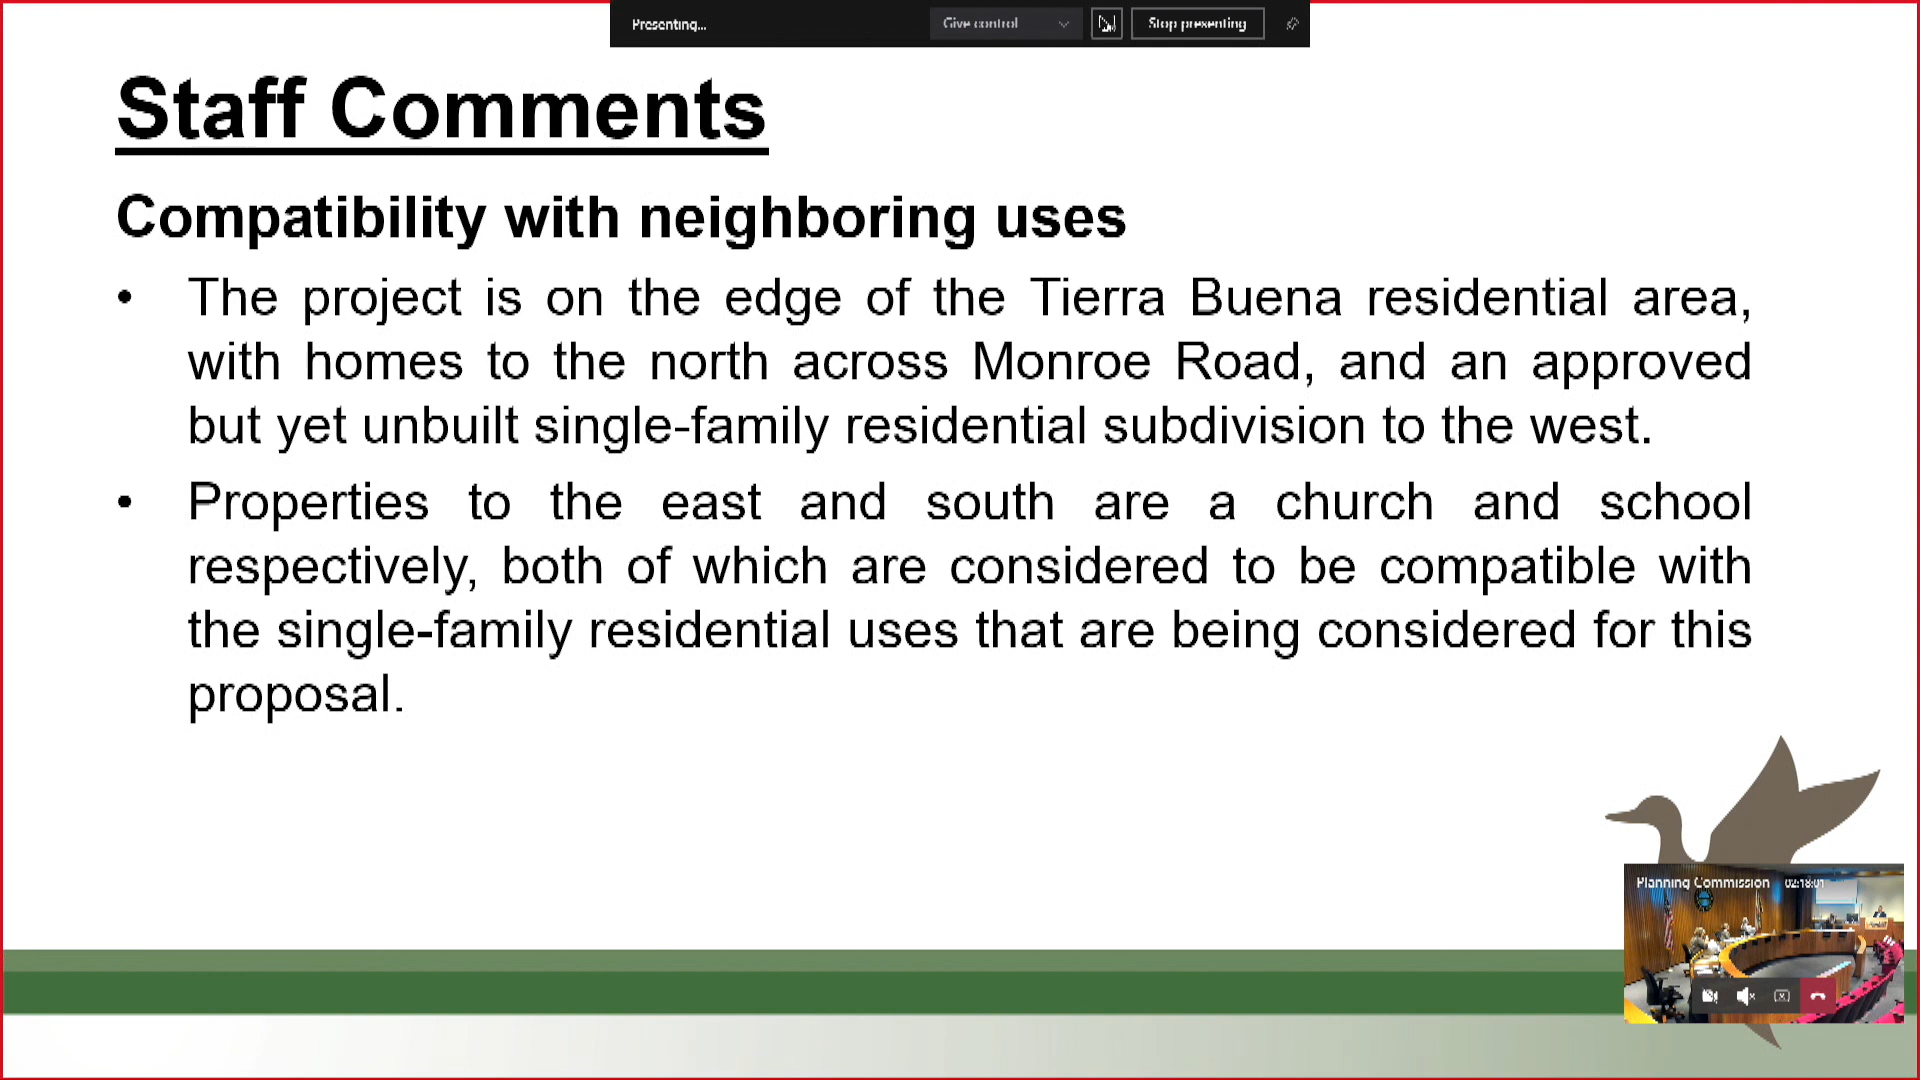 Presenting...
Give control
Stop presenting
Staff Comments
Compatibility with neighboring uses
• The project is on the edge of the Tierra Buena residential area,
with homes to the north across Monroe Road, and an approved
but yet unbuilt single-family residential subdivision to the west.
• Properties to the east and south are a church and school
respectively, both of which are considered to be compatible with
the single-family residential uses that are being considered for this
proposal.
Planning Commission 02:18:01